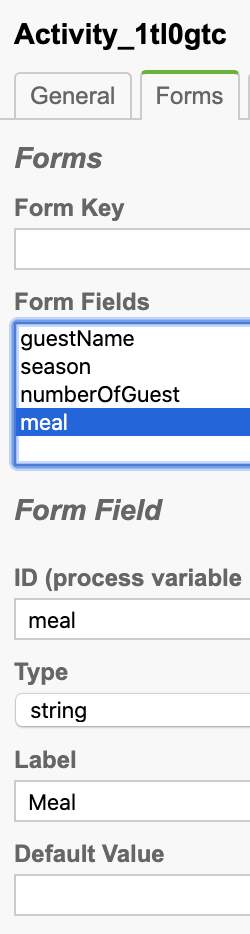 Activity_1tl0gtc
General
Forms
Forms
Form Key
Form Fields
guestName
season
numberOfGuest
meal
Form Field
ID (process variable
meal
Type
string
Label
Meal
Default Value